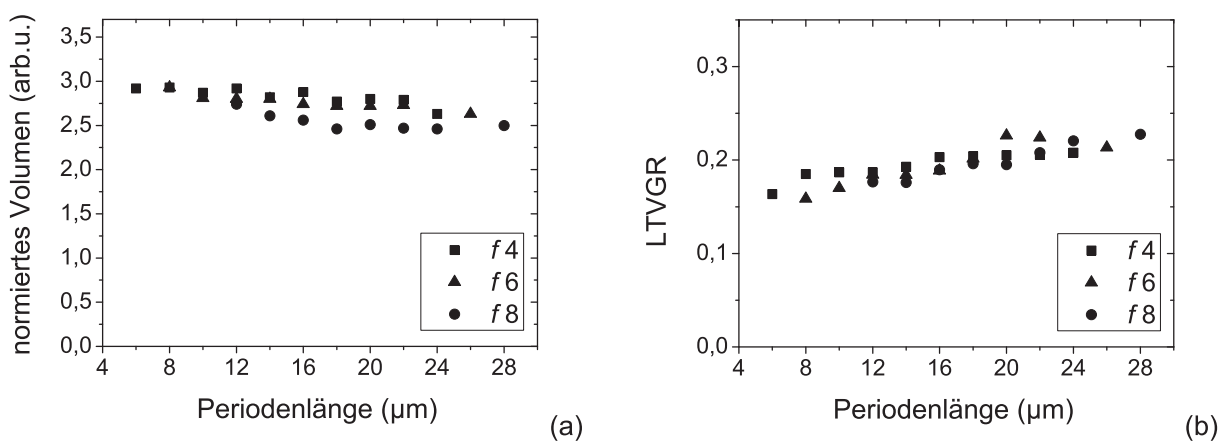 normiertes Volumen (arb.u.)
3,5
3,0
2,5
2,0
1,5
1,0
0,5
0,0
4 8 12 16 20 24 28
Periodenlänge (µm)
f 4
f 6
f 8
(a)
LTVGR
0,3
0,2
0,1
0,0
4 8 12 16 20 24 28
Periodenlänge (µm)
f 4
f 6
f 8
(b)